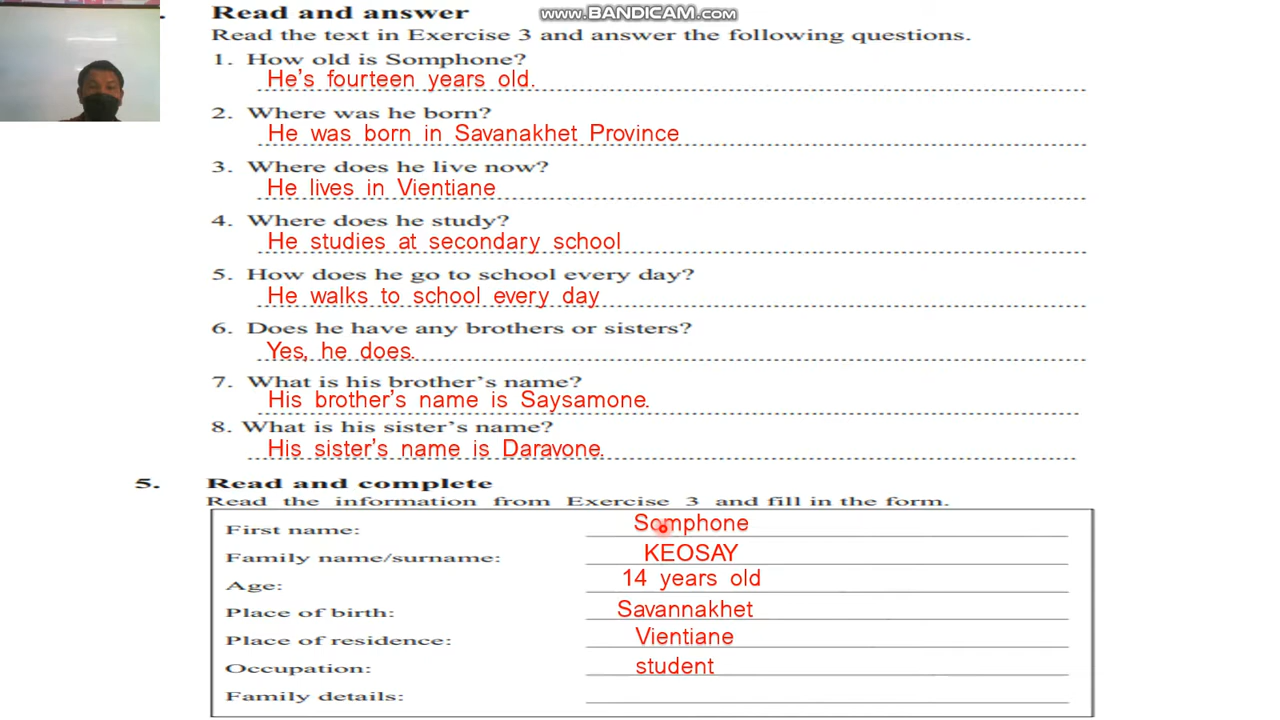 www.BANDICAM.com
Read and answer
Read the text in Exercise 3 and answer the following questions.
1. How old is Somphone?
He's fourteen years old.
2. Where was he born?
He was born in Savanakhet Province
3. Where does he live now?
He lives in Vientiane
4. Where does he study?
He studies at secondary school
5. How does he go to school every day?
He walks to school every day
6. Does he have any brothers or sisters?
Yes, he does.
7. What is his brother's name?
His brother's name is Saysamone.
8. What is his sister's name?
His sister's name is Daravone.
5. Read and complete
Read the information from Exercise 3 and fill in the form.
First name: Somphone
Family name/surname: KEOSAY
Age: 14 years old
Place of birth: Savannakhet
Place of residence: Vientiane
Occupation: student
Family details: